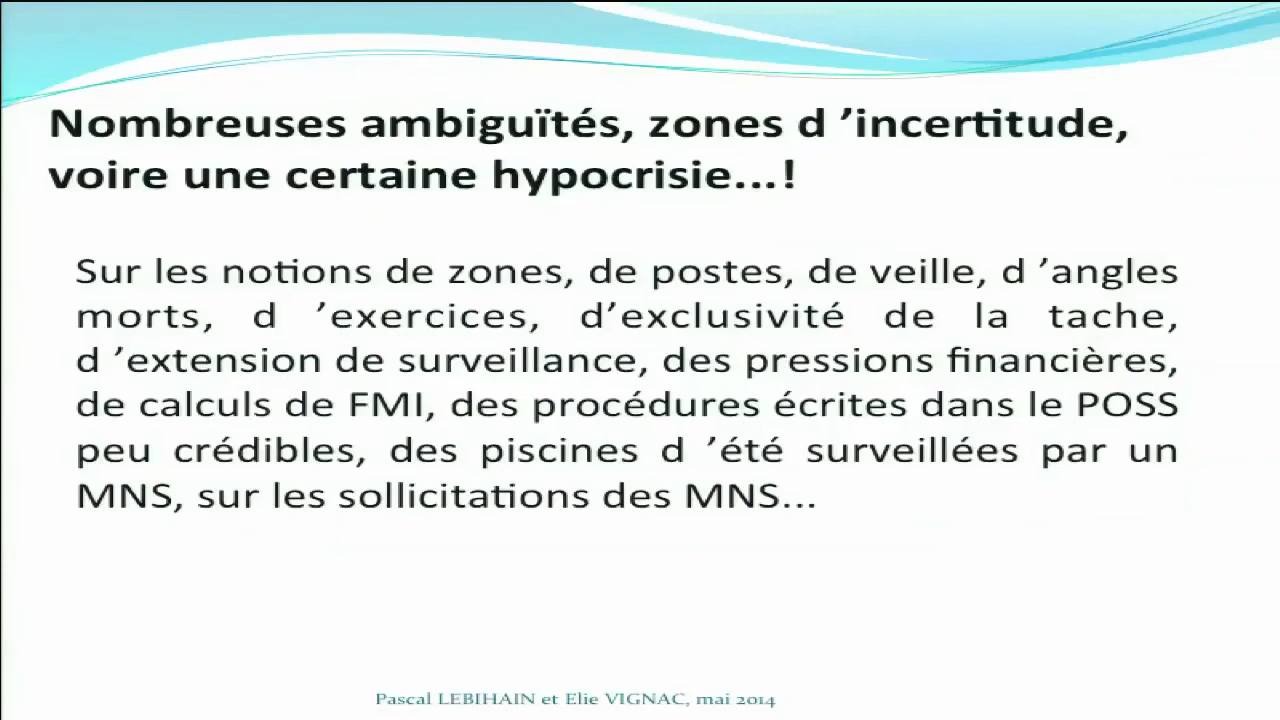 Nombreuses ambiguïtés, zones d ’incertitude,
voire une certaine hypocrisie...!
Sur les notions de zones, de postes, de veille, d ’angles
morts, d ’exercices, d’exclusivité de la tache,
d ’extension de surveillance, des pressions financières,
de calculs de FMI, des procédures écrites dans le POSS
peu crédibles, des piscines d ’été surveillées par un
MNS, sur les sollicitations des MNS...
Pascal LEBIHAIN et Elie VIGNAC, mai 2014